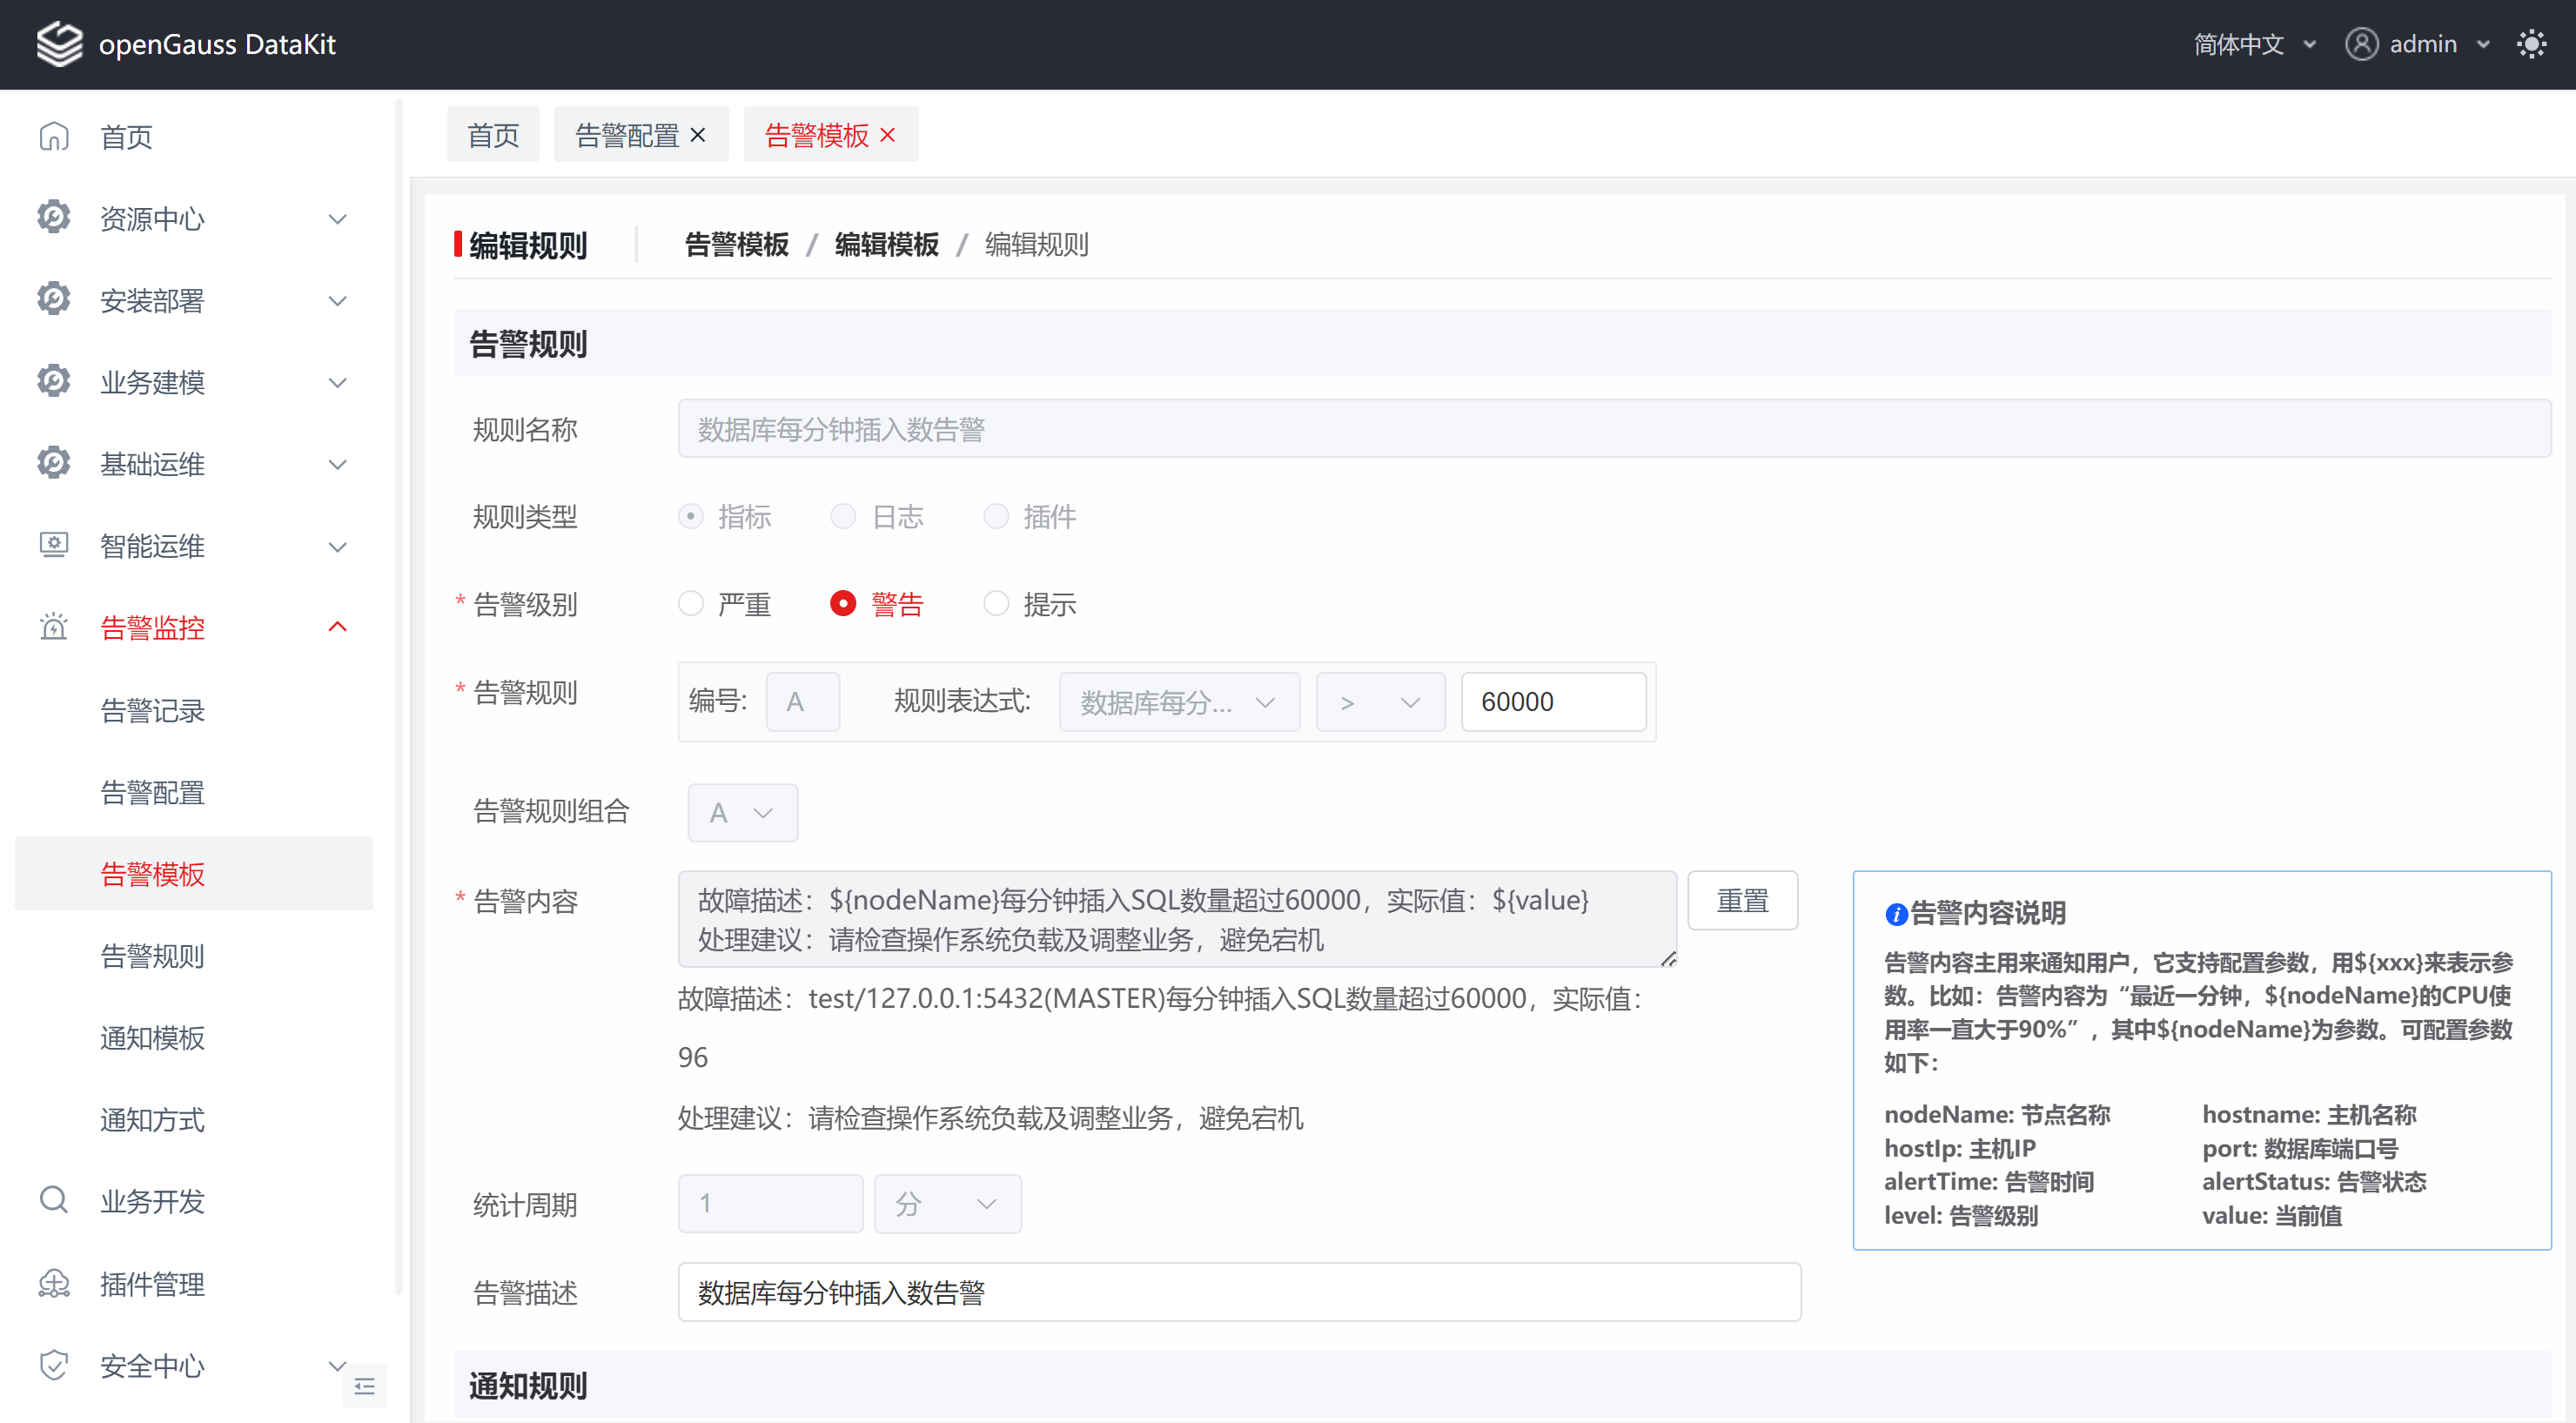 openGauss DataKit
简体中文
admin
首页
资源中心
安装部署
业务建模
基础运维
智能运维
告警监控
告警记录
告警配置
告警模板
告警规则
通知模板
通知方式
业务开发
插件管理
安全中心
首页
告警配置
告警模板
编辑规则
告警模板 / 编辑模板 / 编辑规则
告警规则
规则名称
数据库每分钟插入数告警
规则类型
指标
日志
插件
* 告警级别
严重
警告
提示
* 告警规则
编号:
A
规则表达式:
数据库每分...
>
60000
告警规则组合
A
* 告警内容
故障描述：${nodeName}每分钟插入SQL数量超过60000，实际值：${value}
处理建议：请检查操作系统负载及调整业务，避免宕机
重置
故障描述：test/127.0.0.1:5432(MASTER)每分钟插入SQL数量超过60000，实际值：
96
处理建议：请检查操作系统负载及调整业务，避免宕机
告警内容说明
告警内容主用来通知用户，它支持配置参数，用${xxx}来表示参
数。比如：告警内容为“最近一分钟，${nodeName}的CPU使
用率一直大于90%”，其中${nodeName}为参数。可配置参数
如下：
nodeName: 节点名称
hostname: 主机名称
hostIp: 主机IP
port: 数据库端口号
alertTime: 告警时间
alertStatus: 告警状态
level: 告警级别
value: 当前值
统计周期
1
分
告警描述
数据库每分钟插入数告警
通知规则